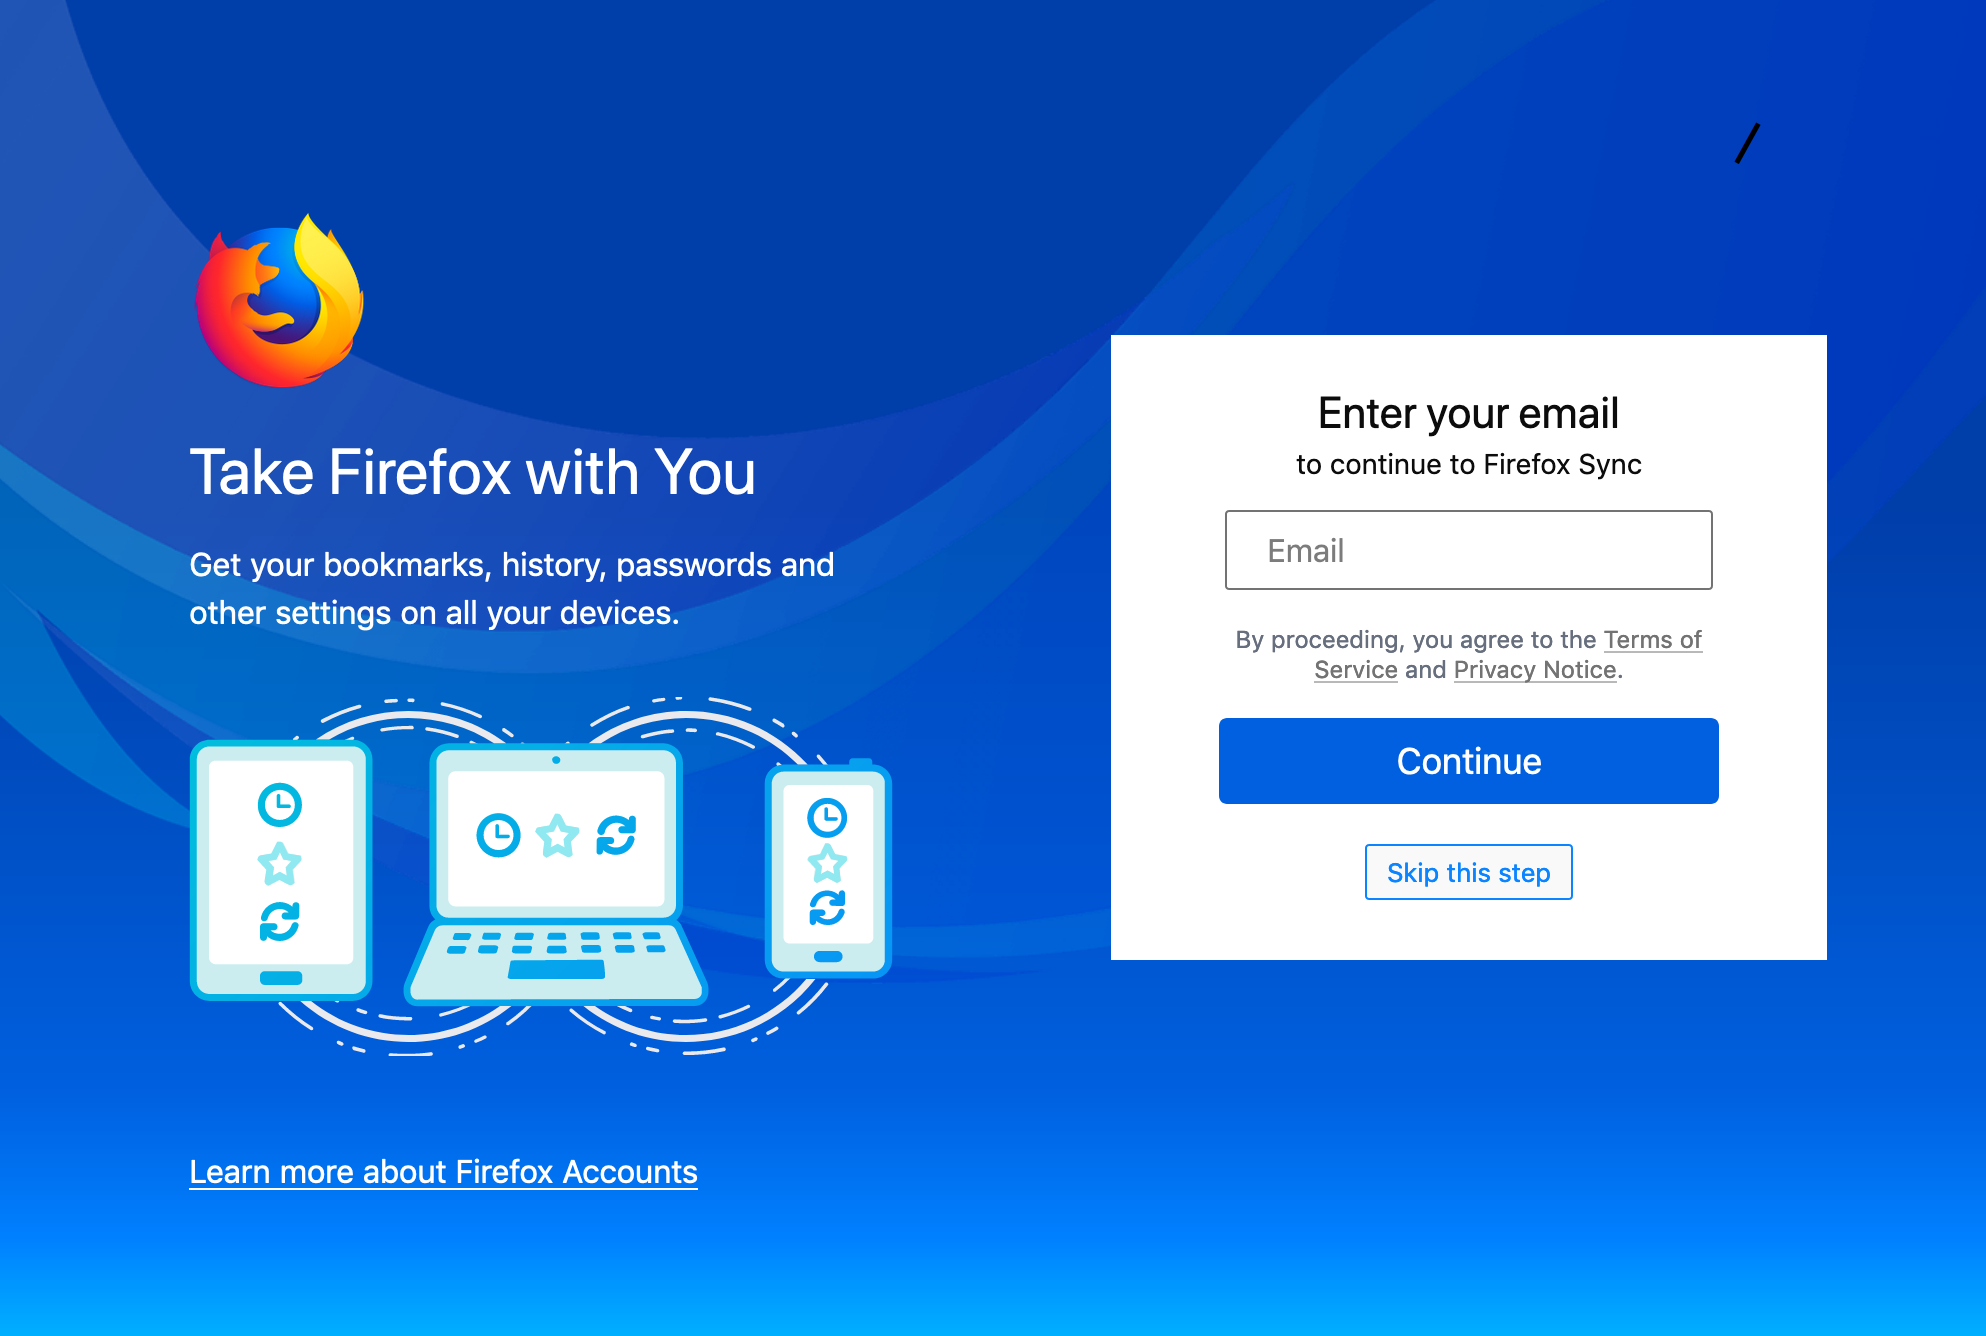 Take Firefox with You
Get your bookmarks, history, passwords and
other settings on all your devices.
Learn more about Firefox Accounts
Enter your email
to continue to Firefox Sync
Email
By proceeding, you agree to the Terms of
Service and Privacy Notice.
Continue
Skip this step